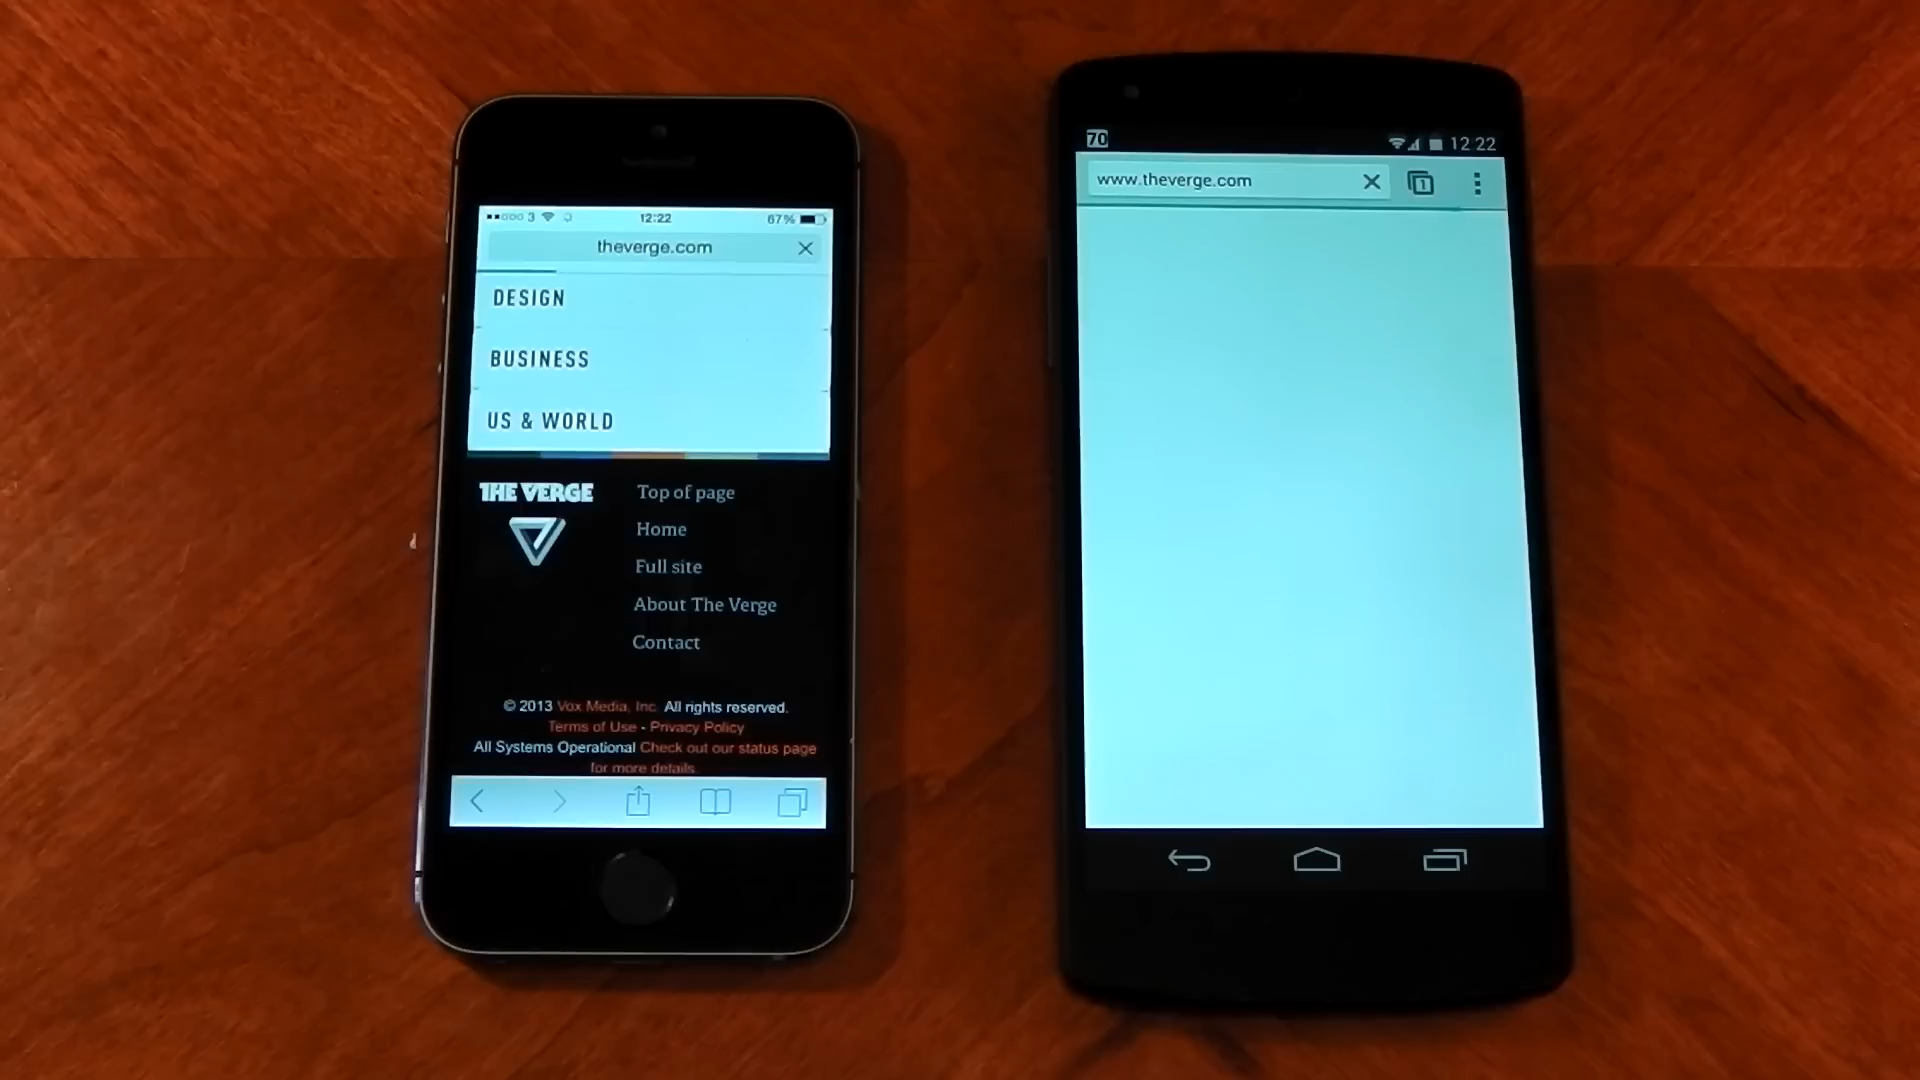 3 12:22 67%
theverge.com
DESIGN
BUSINESS
US & WORLD
THE VERGE
Top of page
Home
Full site
About The Verge
Contact
© 2013 Vox Media, Inc. All rights reserved.
Terms of Use - Privacy Policy
All Systems Operational Check out our status page
for more details.
70 12:22
www.theverge.com 1